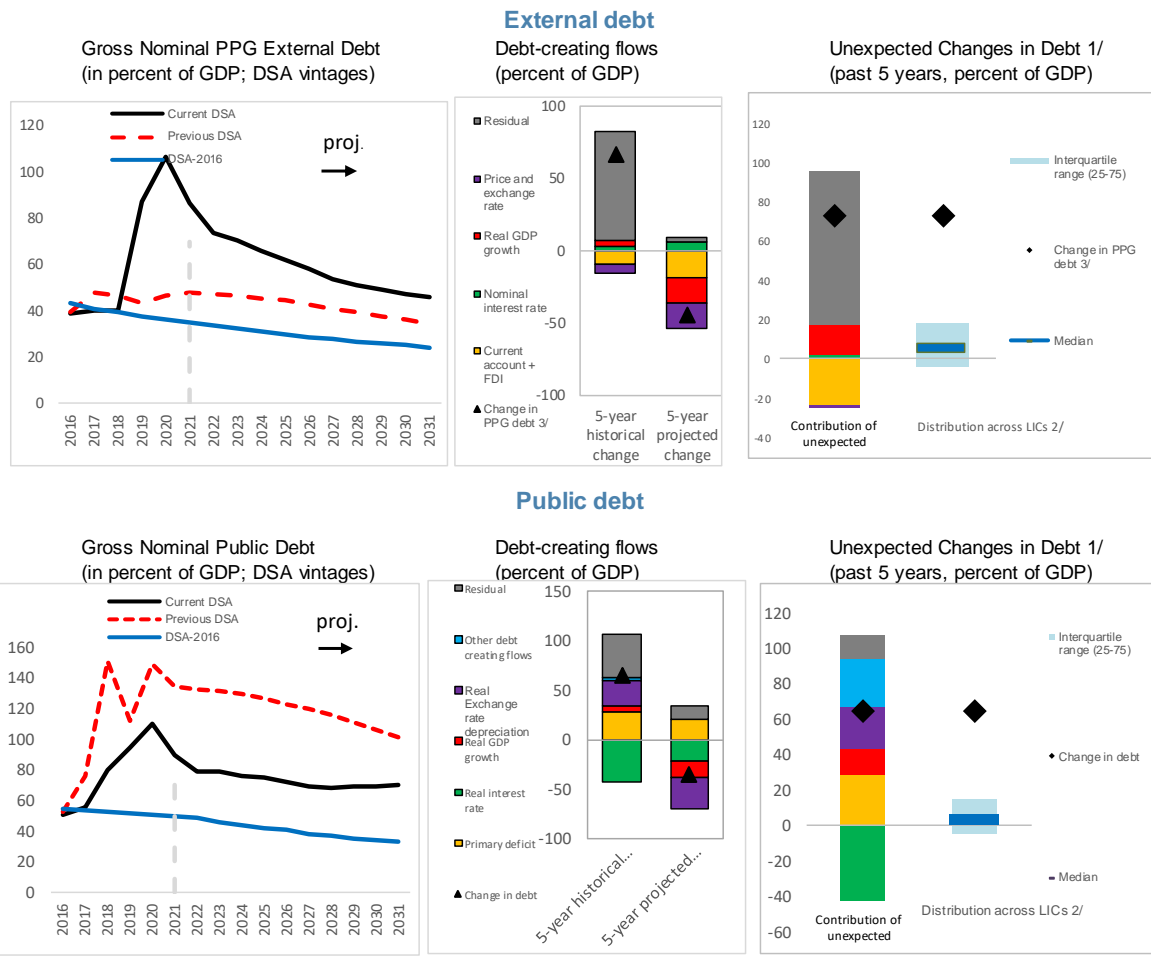 External debt
Gross Nominal PPG External Debt
(in percent of GDP; DSA vintages)
Current DSA
Previous DSA
DSA-2016
proj.
120
100
80
60
40
20
0
2016
2017
2018
2019
2020
2021
2022
2023
2024
2025
2026
2027
2028
2029
2030
2031
Debt-creating flows
(percent of GDP)
Residual
Price and
exchange
rate
Real GDP
growth
Nominal
interest rate
Current
account +
FDI
Change in
PPG debt 3/
100
50
0
-50
-100
5-year
historical
change
5-year
projected
change
Unexpected Changes in Debt 1/
(past 5 years, percent of GDP)
120
100
80
60
40
20
0
-20
-40
Interquartile
range (25-75)
Change in PPG
debt 3/
Median
Contribution of
unexpected
Distribution across LICs 2/
Public debt
Gross Nominal Public Debt
(in percent of GDP; DSA vintages)
Current DSA
Previous DSA
DSA-2016
proj.
160
140
120
100
80
60
40
20
0
2016
2017
2018
2019
2020
2021
2022
2023
2024
2025
2026
2027
2028
2029
2030
2031
Debt-creating flows
(percent of GDP)
Residual
Other debt
creating flows
Real
Exchange
rate
depreciation
Real GDP
growth
Real interest
rate
Primary deficit
Change in debt
150
100
50
0
-50
-100
5-year historical...
5-year projected...
Unexpected Changes in Debt 1/
(past 5 years, percent of GDP)
120
100
80
60
40
20
0
-20
-40
-60
Interquartile
range (25-75)
Change in debt
Median
Contribution of
unexpected
Distribution across LICs 2/